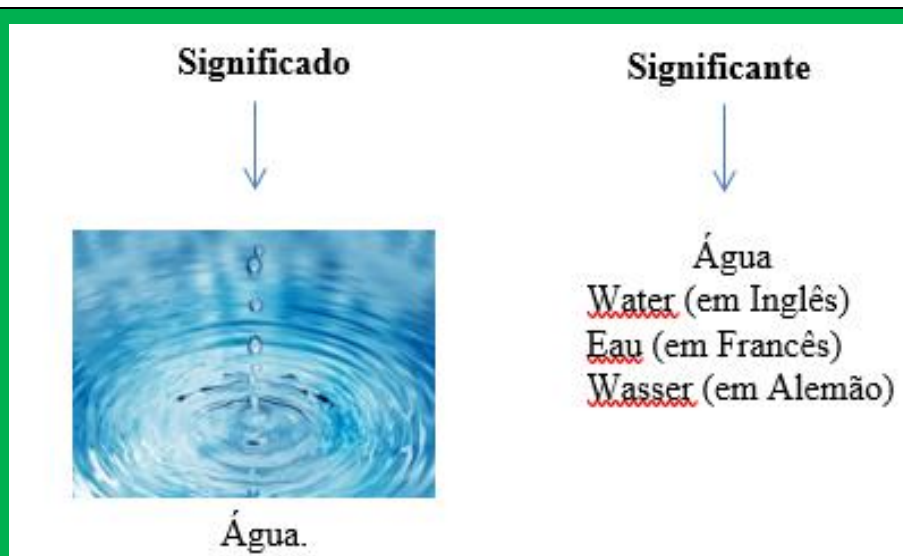 Significado
Significante
Água
Water (em Inglês)
Eau (em Francês)
Wasser (em Alemão)
Água.